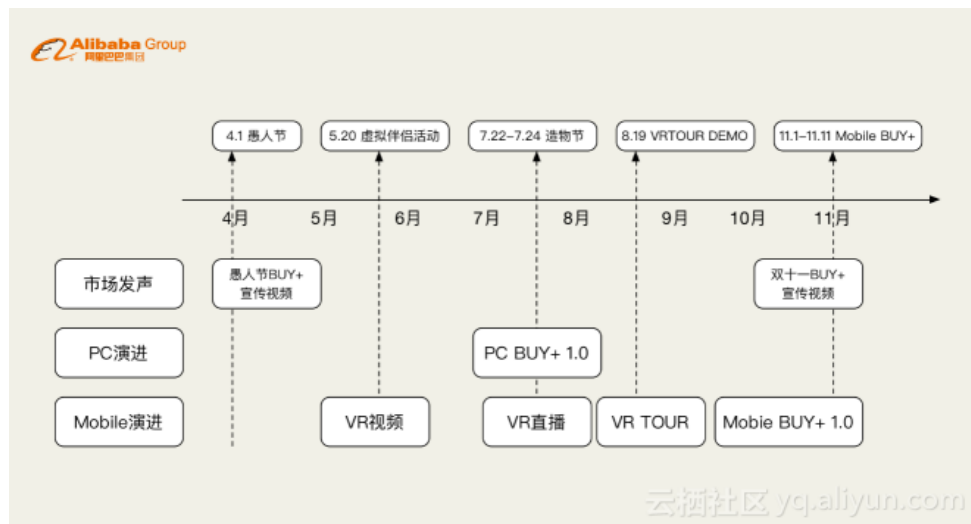 Alibaba Group
阿里巴巴集团
4.1 愚人节
5.20 虚拟伴侣活动
7.22-7.24 造物节
8.19 VRTOUR DEMO
11.1-11.11 Mobile BUY+
4月
5月
6月
7月
8月
9月
10月
11月
市场发声
愚人节BUY+
宣传视频
双十一BUY+
宣传视频
PC演进
PC BUY+ 1.0
Mobile演进
VR视频
VR直播
VR TOUR
Mobie BUY+ 1.0
云栖社区 yq.aliyun.com